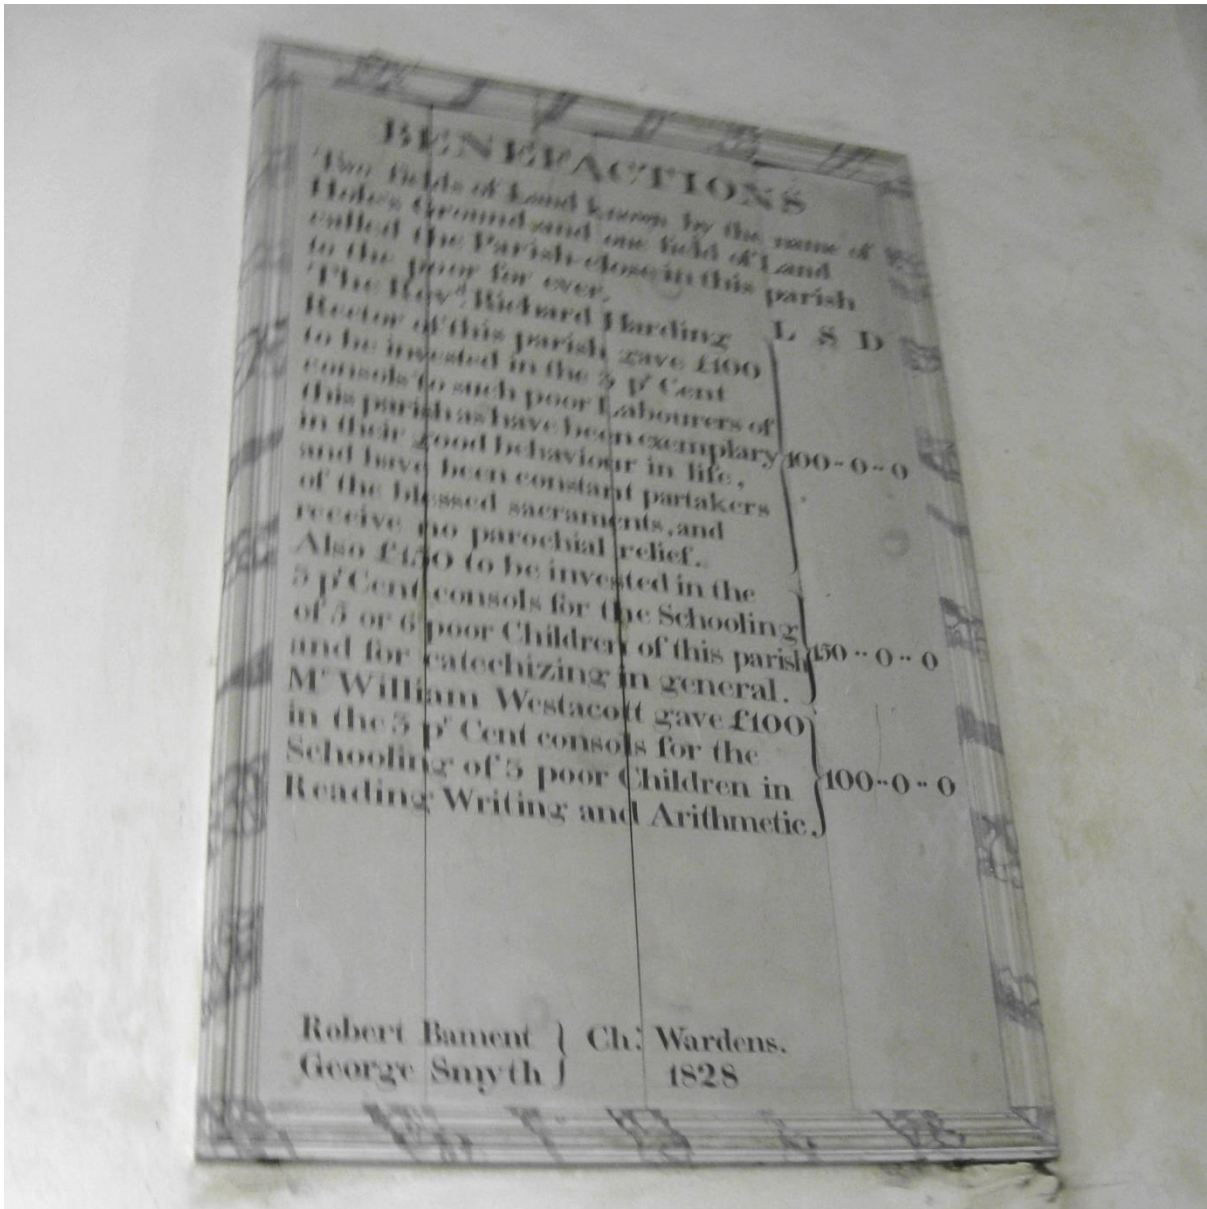 BENEFACTIONS
Two fields of Land known by the name of
Hole's Ground and one field of Land
called the Parish close in this parish
to the poor for ever.
L S D
The Revd. Richard Harding
Rector of this parish gave £100
to be invested in the 3 pr Cent
consols to such poor Labourers of
this parish as have been exemplary
in their good behaviour in life,
100-0-0
and have been constant partakers
of the blessed sacraments, and
receive no parochial relief.
Also £150 to be invested in the
3 pr Cent consols for the Schooling
of 5 or 6 poor Children of this parish
150--0--0
and for catechizing in general.
Mr William Westacott gave £100
in the 3 pr Cent consols for the
Schooling of 5 poor Children in
100--0--0
Reading Writing and Arithmetic.
Robert Bament } Ch: Wardens.
George Smyth } 1828